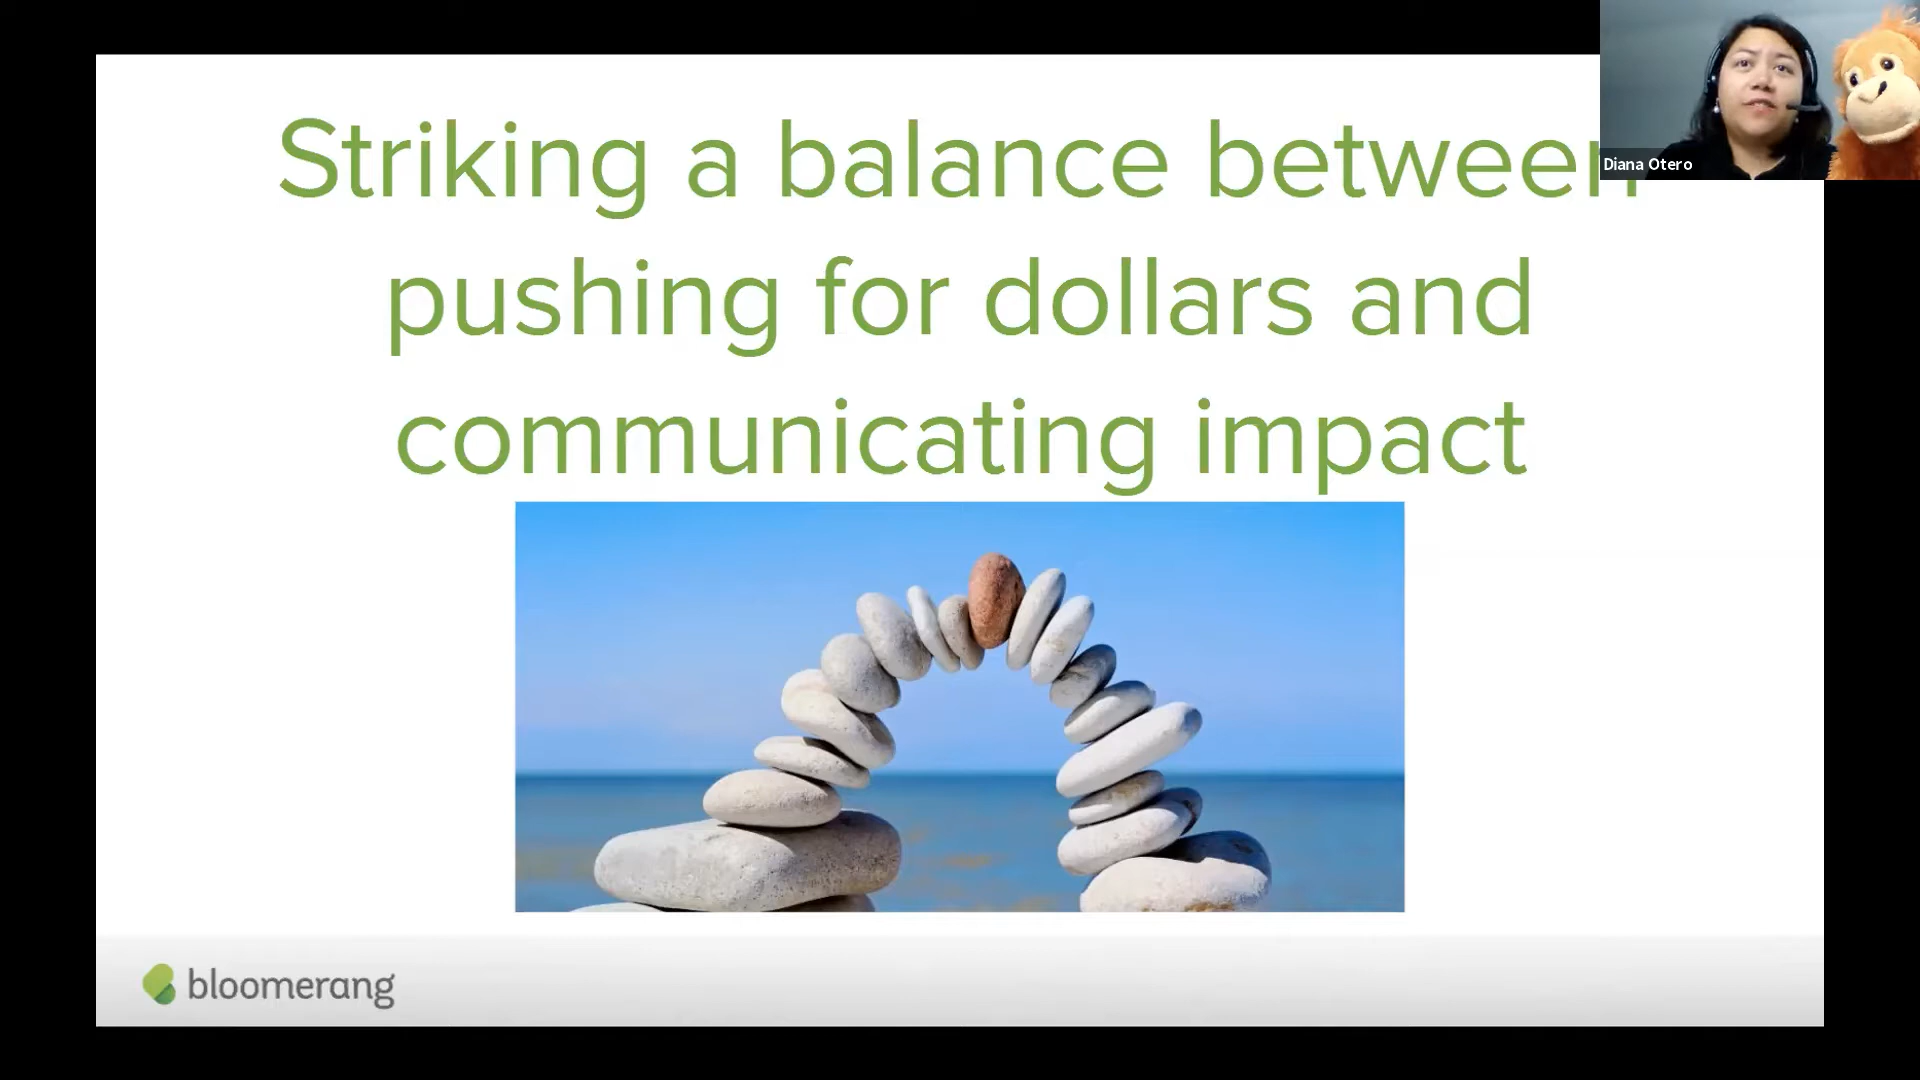 Striking a balance between
pushing for dollars and
communicating impact
Diana Otero
bloomerang